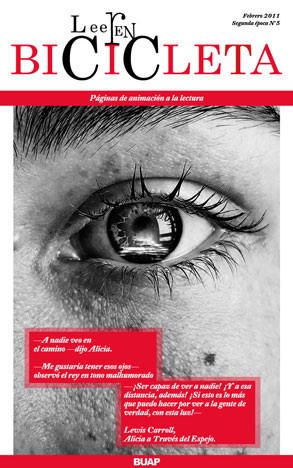 Leer EN
BICICLETA
Febrero 2011
Segunda época Nº5
Páginas de animación a la lectura
—A nadie veo en
el camino —dijo Alicia.
—Me gustaría tener esos ojos—
observó el rey en tono malhumorado
— ¡Ser capaz de ver a nadie! ¡Y a esa
distancia, además! ¡Si esto es lo más
que puedo hacer por ver a la gente de
verdad, con esta luz!—
Lewis Carroll,
Alicia a Través del Espejo.
BUAP